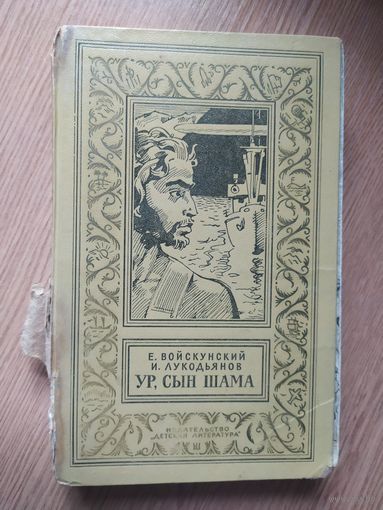 Е. ВОЙСКУНСКИЙ
И. ЛУКОДЬЯНОВ
УР, СЫН ШАМА
ИЗДАТЕЛЬСТВО
"ДЕТСКАЯ ЛИТЕРАТУРА"